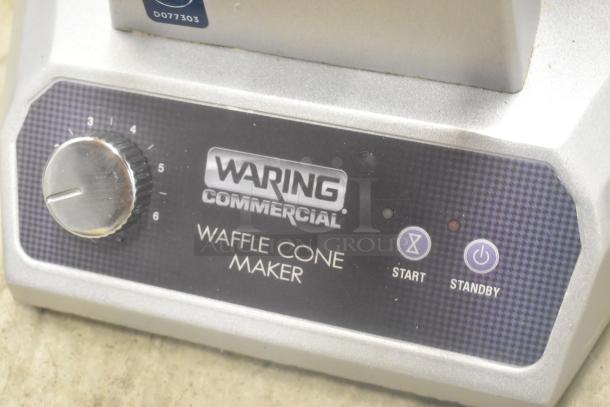 D077303
3
4
5
6
WARING
COMMERCIAL®
WAFFLE CONE
MAKER
START
STANDBY